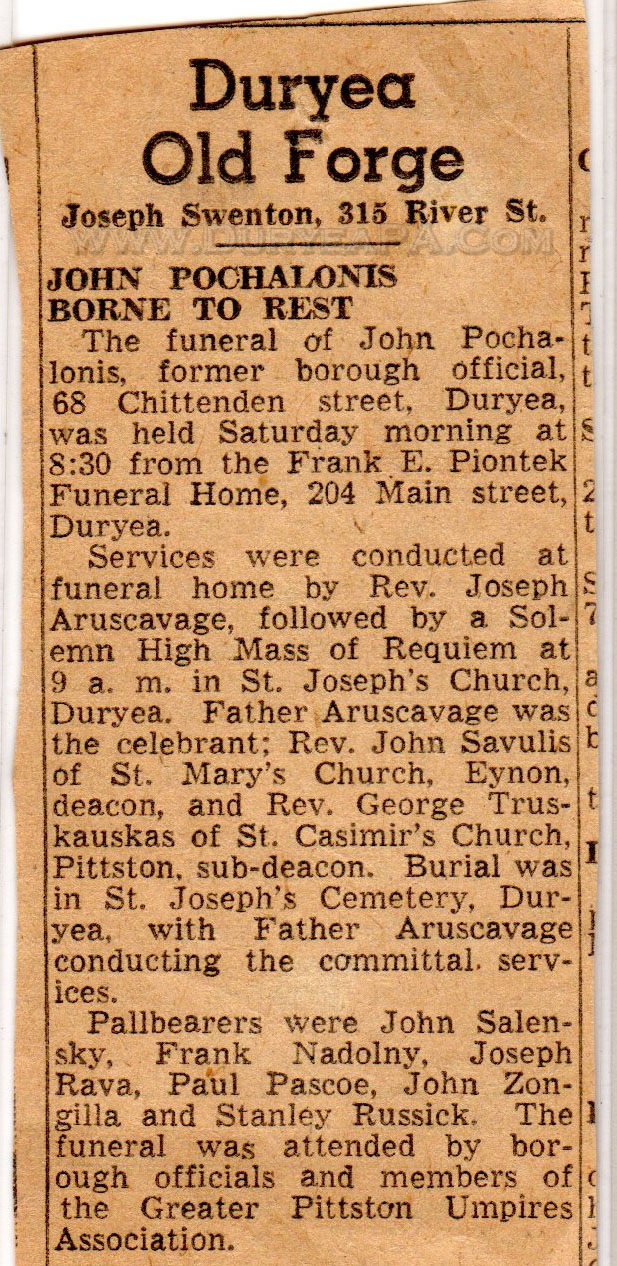 Duryea
Old Forge
Joseph Swenton, 315 River St.
WWW.DURYEAPA.COM
JOHN POCHALONIS
BORNE TO REST
The funeral of John Pocha-
lonis, former borough official,
68 Chittenden street, Duryea,
was held Saturday morning at
8:30 from the Frank E. Piontek
Funeral Home, 204 Main street,
Duryea.
Services were conducted at
funeral home by Rev. Joseph
Aruscavage, followed by a Sol-
emn High Mass of Requiem at
9 a. m. in St. Joseph's Church,
Duryea. Father Aruscavage was
the celebrant; Rev. John Savulis
of St. Mary's Church, Eynon,
deacon, and Rev. George Trus-
kauskas of St. Casimir's Church,
Pittston, sub-deacon. Burial was
in St. Joseph's Cemetery, Dur-
yea, with Father Aruscavage
conducting the committal. serv-
ices.
Pallbearers were John Salen-
sky, Frank Nadolny, Joseph
Rava, Paul Pascoe, John Zon-
gilla and Stanley Russick. The
funeral was attended by bor-
ough officials and members of
the Greater Pittston Umpires
Association.